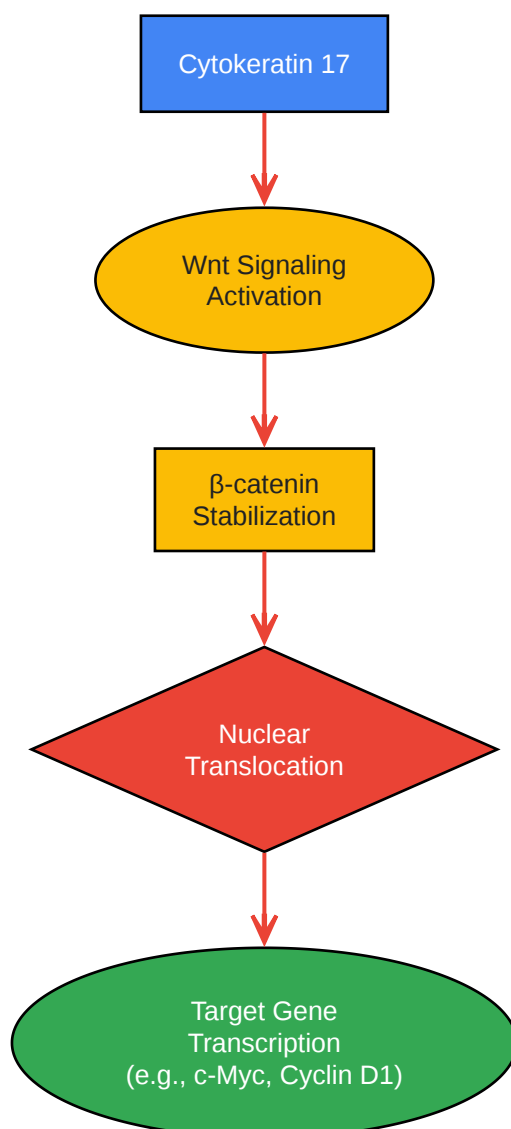 Cytokeratin 17
Wnt Signaling
Activation
β-catenin
Stabilization
Nuclear
Translocation
Target Gene
Transcription
(e.g., c-Myc, Cyclin D1)